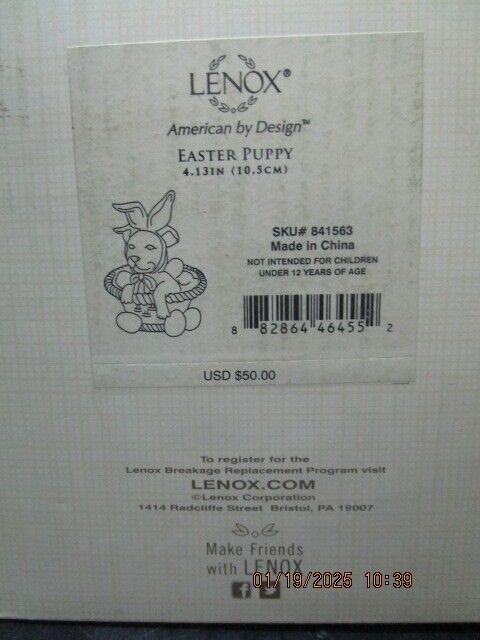 LENOX®
American by Design™
EASTER PUPPY
4.13IN (10.5CM)
SKU# 841563
Made in China
NOT INTENDED FOR CHILDREN
UNDER 12 YEARS OF AGE
8 82864 46455 2
USD $50.00
To register for the
Lenox Breakage Replacement Program visit
LENOX.COM
©Lenox Corporation
1414 Radcliffe Street Bristol, PA 19007
Make Friends
with LENOX
01/19/2025 10:39